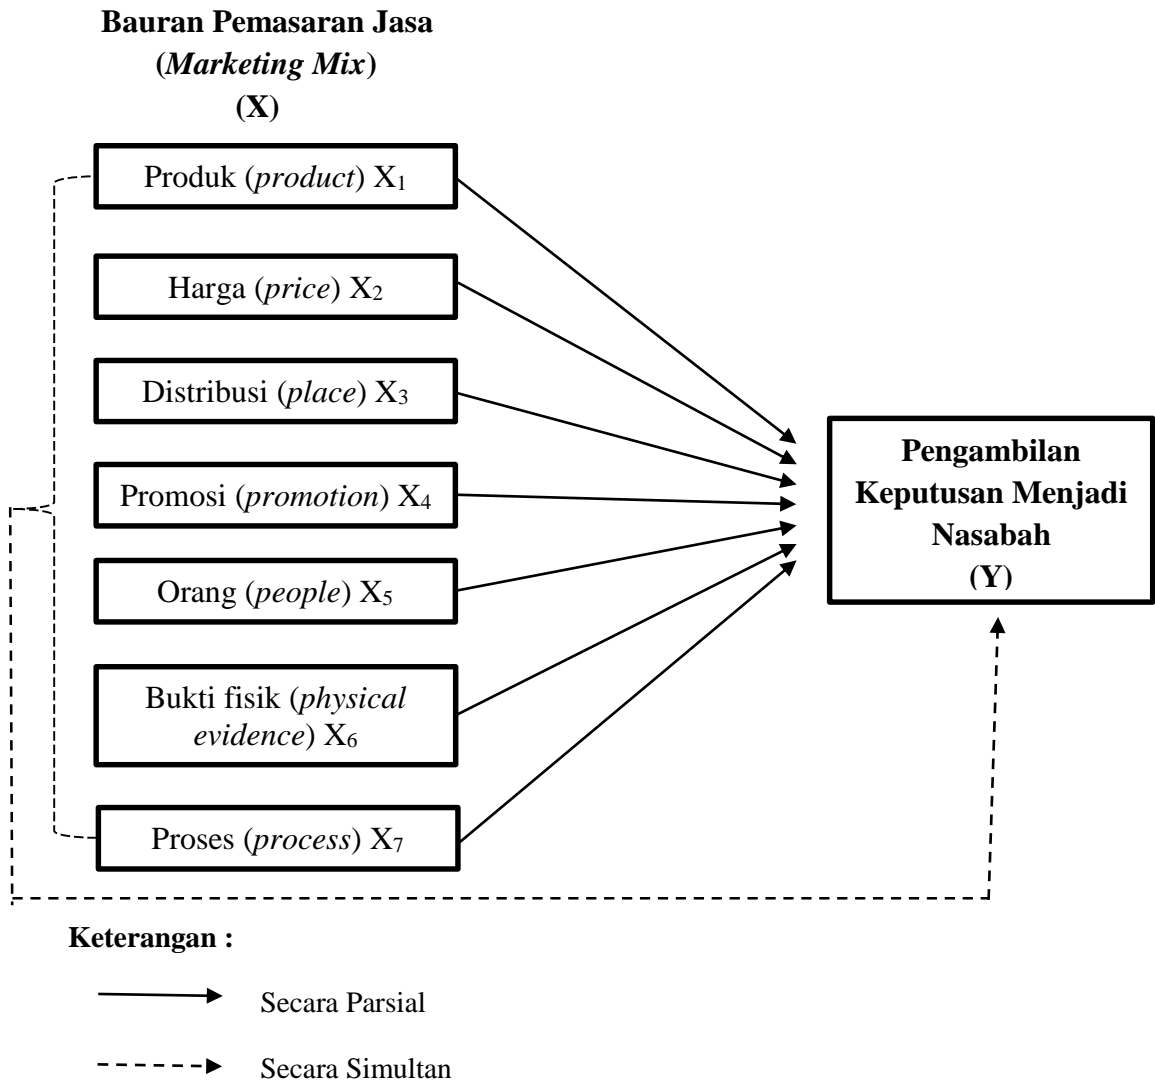 Bauran Pemasaran Jasa
(Marketing Mix)
(X)
Produk (product) X₁
Harga (price) X₂
Distribusi (place) X₃
Promosi (promotion) X₄
Orang (people) X₅
Bukti fisik (physical
evidence) X₆
Proses (process) X₇
Pengambilan
Keputusan Menjadi
Nasabah
(Y)
Keterangan :
Secara Parsial
Secara Simultan